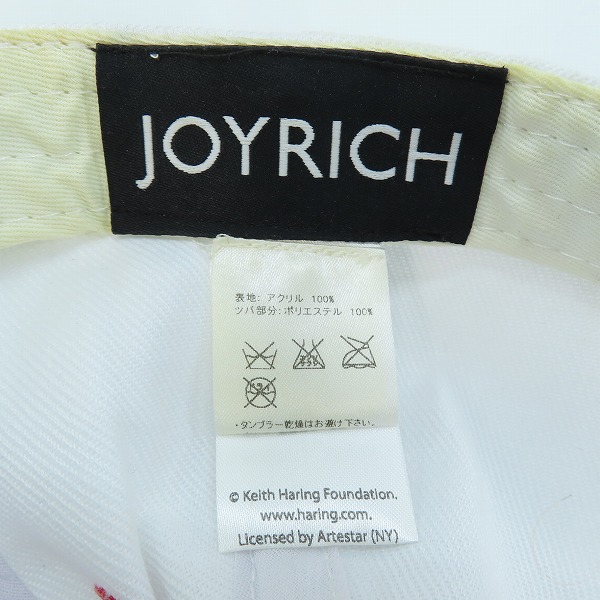 JOYRICH
表地: アクリル 100%
ツバ部分: ポリエステル 100%
・タンブラー乾燥はお避け下さい。
© Keith Haring Foundation.
www.haring.com.
Licensed by Artestar (NY)